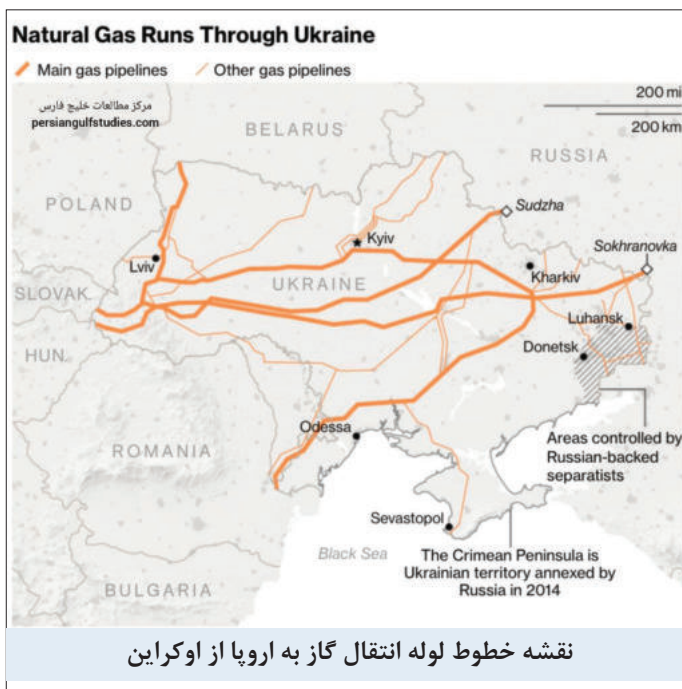 Natural Gas Runs Through Ukraine
Main gas pipelines Other gas pipelines
مرکز مطالعات خلیج فارس
persiangulfstudies.com
200 mi
200 km
BELARUS
RUSSIA
POLAND
Sudzha
Kyiv
Sokhranovka
Lviv
Kharkiv
UKRAINE
SLOVAK.
Luhansk
HUN.
Donetsk
Odessa
ROMANIA
Areas controlled by
Russian-backed
separatists
Sevastopol
Black Sea
The Crimean Peninsula is
Ukrainian territory annexed by
Russia in 2014
BULGARIA
نقشه خطوط لوله انتقال گاز به اروپا از اوکراین